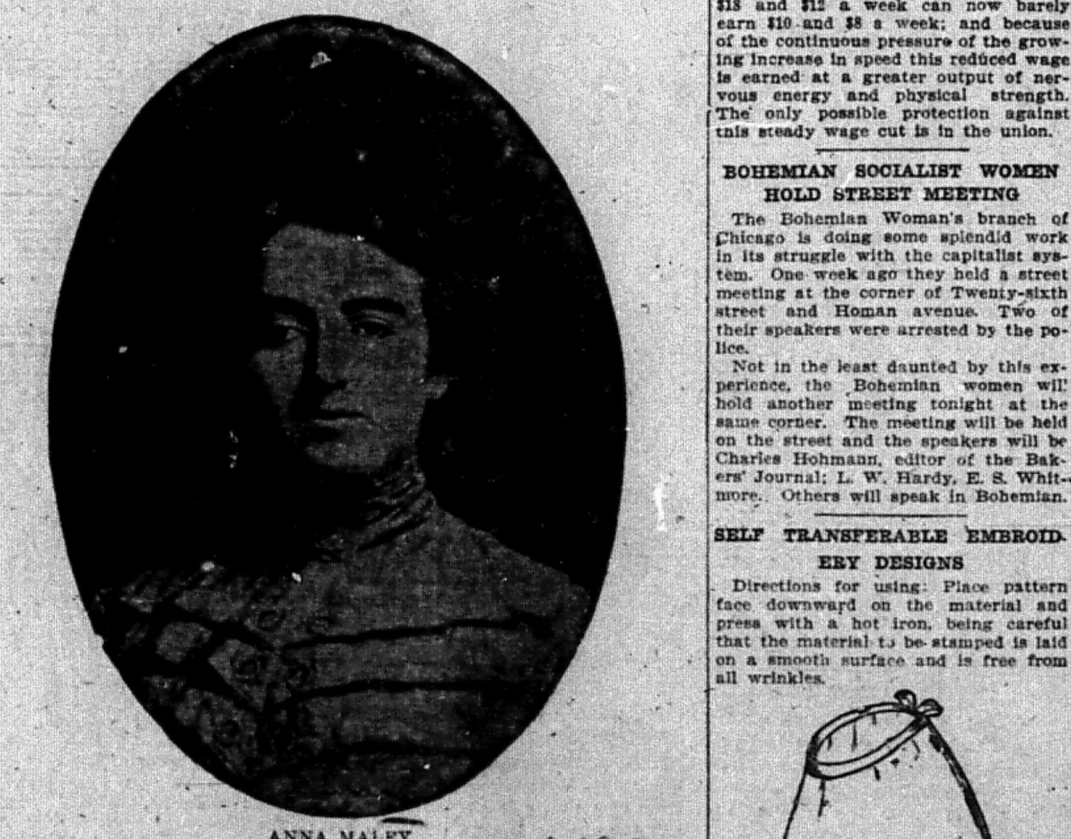 $18 and $12 a week can now barely
earn $10 and $8 a week; and because
of the continuous pressure of the grow-
ing increase in speed this reduced wage
is earned at a greater output of ner-
vous energy and physical strength.
The only possible protection against
this steady wage cut is in the union.
BOHEMIAN SOCIALIST WOMEN
HOLD STREET MEETING
The Bohemian Woman's branch of
Chicago is doing some splendid work
in its struggle with the capitalist sys-
tem. One week ago they held a street
meeting at the corner of Twenty-sixth
street and Homan avenue. Two of
their speakers were arrested by the po-
lice.
Not in the least daunted by this ex-
perience, the Bohemian women will
hold another meeting tonight at the
same corner. The meeting will be held
on the street and the speakers will be
Charles Hohmann, editor of the Bak-
ers' Journal; L. W. Hardy, E. S. Whit-
more. Others will speak in Bohemian.
SELF TRANSFERABLE EMBROID-
ERY DESIGNS
Directions for using: Place pattern
face downward on the material and
press with a hot iron, being careful
that the material to be stamped is laid
on a smooth surface and is free from
all wrinkles.
ANNA MALEY